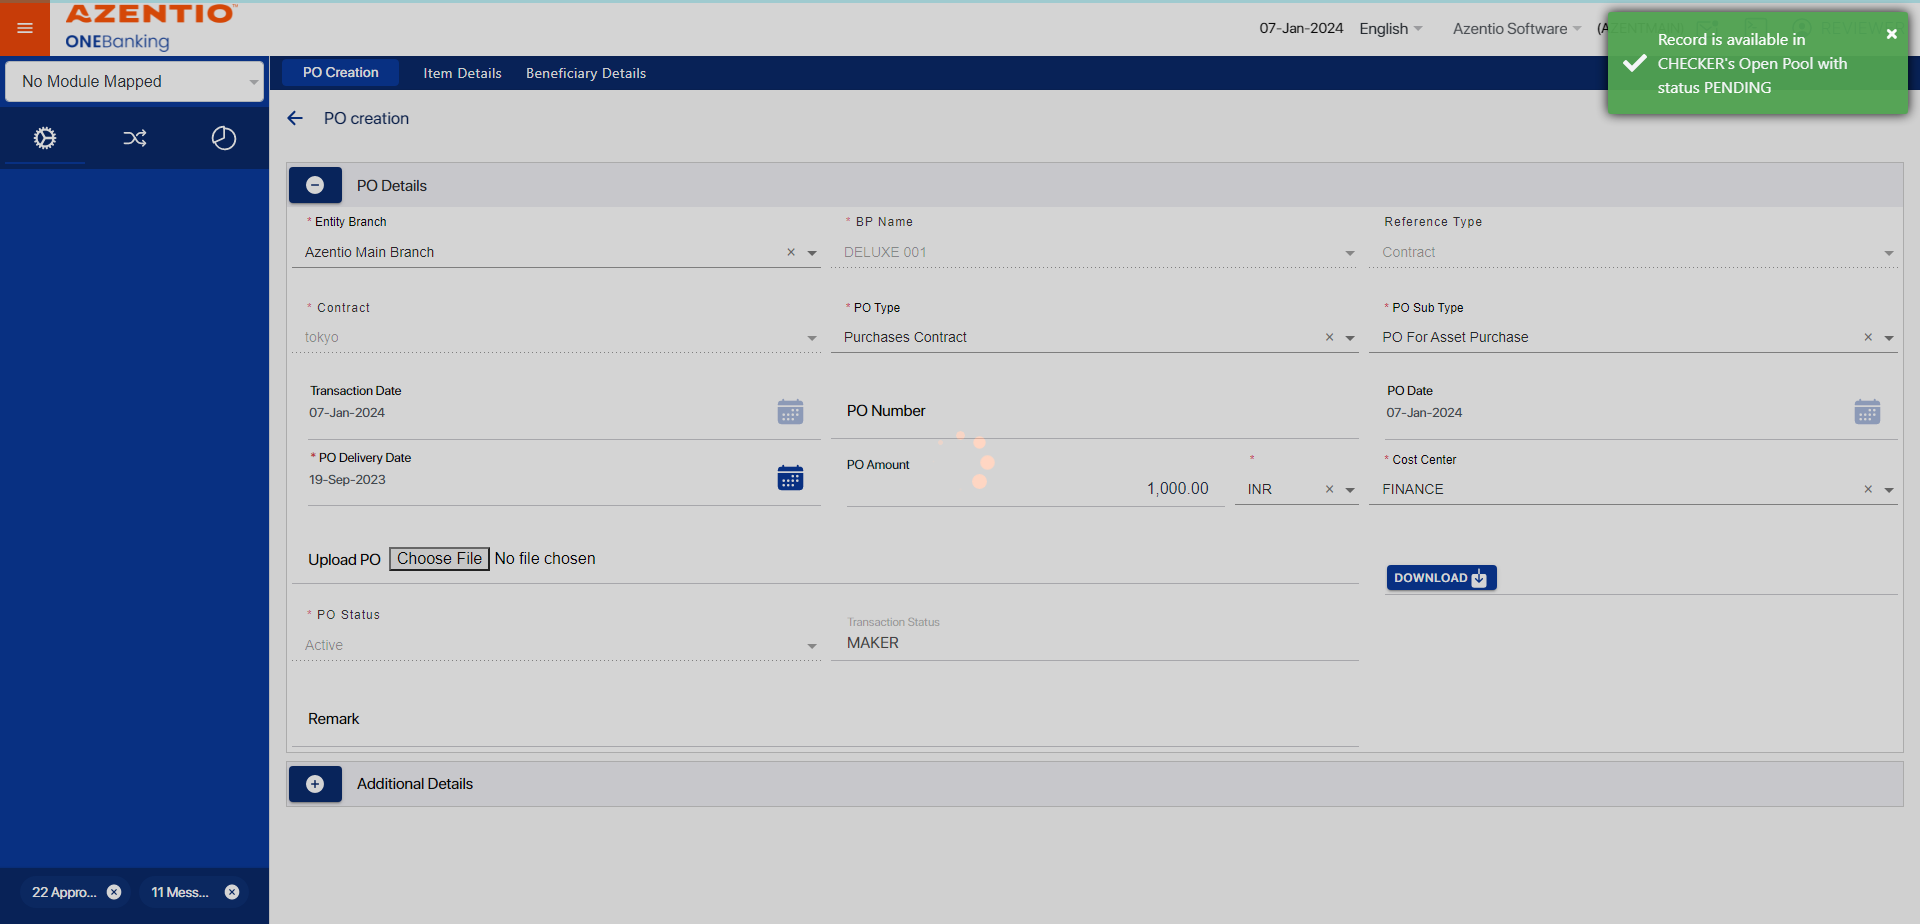 AZENTIO™
ONEBanking
07-Jan-2024
English
Azentio Software
Record is available in
CHECKER's Open Pool with
status PENDING
No Module Mapped
PO Creation
Item Details
Beneficiary Details
PO creation
PO Details
* Entity Branch
* BP Name
Reference Type
Azentio Main Branch
DELUXE 001
Contract
* Contract
* PO Type
* PO Sub Type
tokyo
Purchases Contract
PO For Asset Purchase
Transaction Date
07-Jan-2024
PO Number
PO Date
07-Jan-2024
* PO Delivery Date
19-Sep-2023
PO Amount
1,000.00
*
INR
* Cost Center
FINANCE
Upload PO Choose File No file chosen
DOWNLOAD
* PO Status
Active
Transaction Status
MAKER
Remark
Additional Details
22 Appro...
11 Mess...